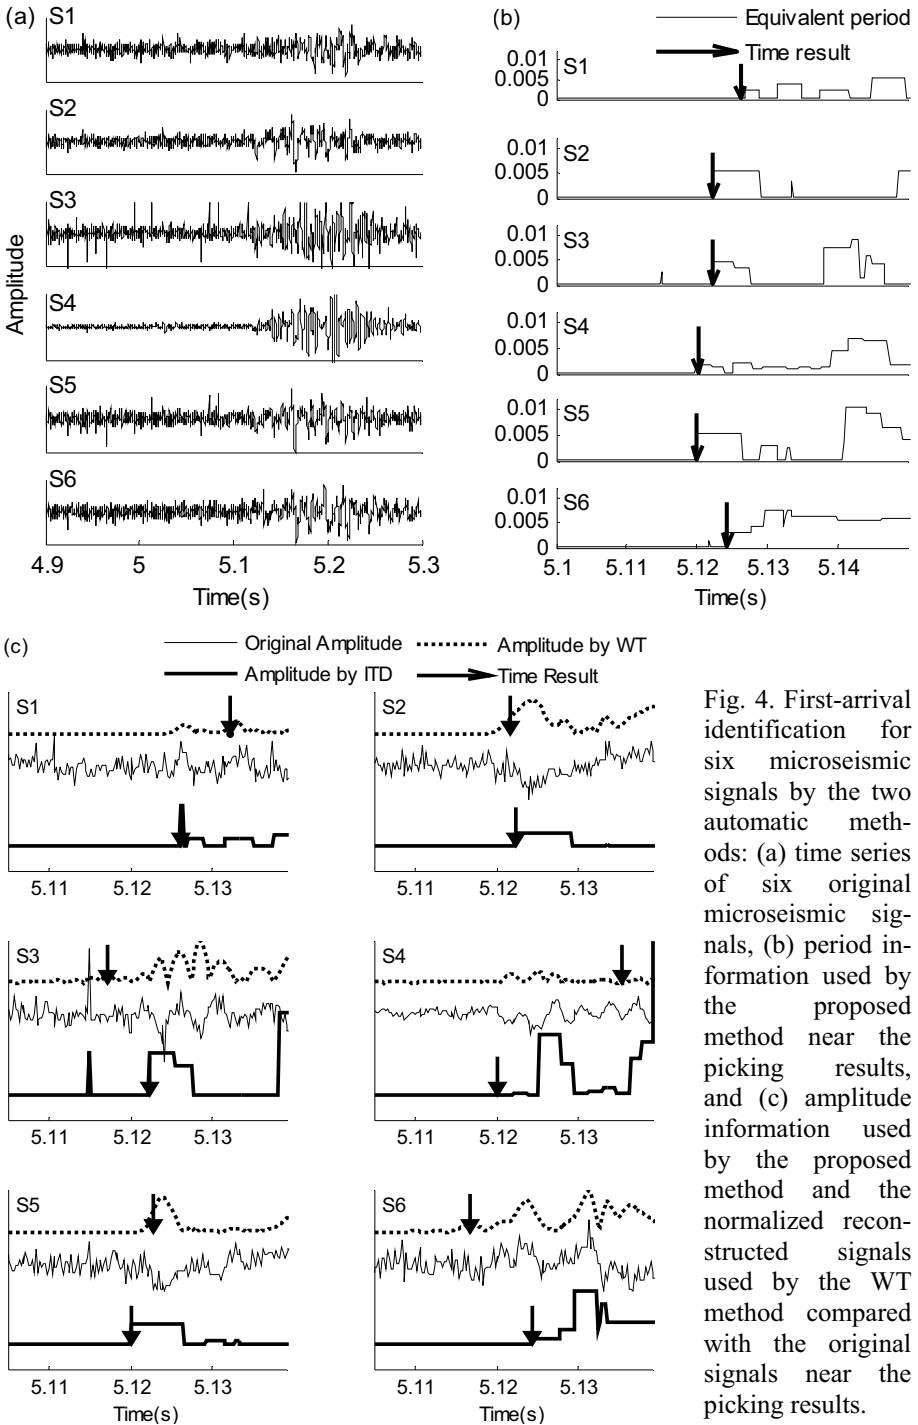 (a)
S1
S2
S3
S4
S5
S6
Amplitude
4.9 5 5.1 5.2 5.3
Time(s)
(b)
Equivalent period
Time result
0.01
0.005
0
S1
0.01
0.005
0
S2
0.01
0.005
0
S3
0.01
0.005
0
S4
0.01
0.005
0
S5
0.01
0.005
0
S6
5.1 5.11 5.12 5.13 5.14
Time(s)
(c)
Original Amplitude
Amplitude by WT
Amplitude by ITD
Time Result
S1
5.11 5.12 5.13
S2
5.11 5.12 5.13
S3
5.11 5.12 5.13
S4
5.11 5.12 5.13
S5
5.11 5.12 5.13
Time(s)
S6
5.11 5.12 5.13
Time(s)
Fig. 4. First-arrival
identification for
six microseismic
signals by the two
automatic meth-
ods: (a) time series
of six original
microseismic sig-
nals, (b) period in-
formation used by
the proposed
method near the
picking results,
and (c) amplitude
information used
by the proposed
method and the
normalized recon-
structed signals
used by the WT
method compared
with the original
signals near the
picking results.